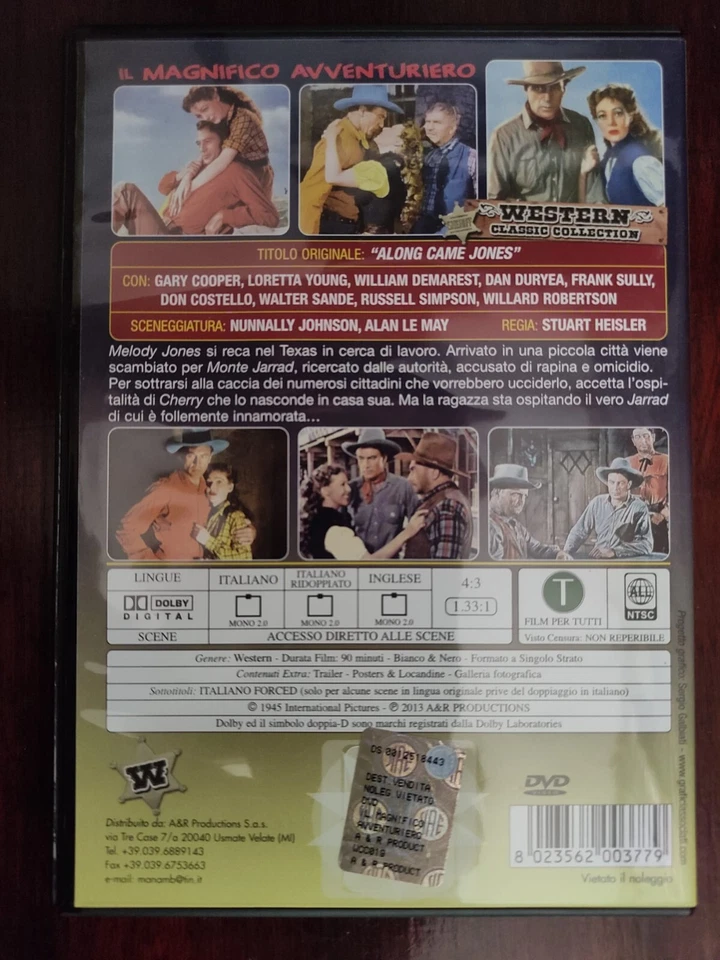 IL MAGNIFICO AVVENTURIERO
WESTERN
CLASSIC COLLECTION
TITOLO ORIGINALE: "ALONG CAME JONES"
CON: GARY COOPER, LORETTA YOUNG, WILLIAM DEMAREST, DAN DURYEA, FRANK SULLY,
DON COSTELLO, WALTER SANDE, RUSSELL SIMPSON, WILLARD ROBERTSON
SCENEGGIATURA: NUNNALLY JOHNSON, ALAN LE MAY REGIA: STUART HEISLER
Melody Jones si reca nel Texas in cerca di lavoro. Arrivato in una piccola città viene
scambiato per Monte Jarrad, ricercato dalle autorità, accusato di rapina e omicidio.
Per sottrarsi alla caccia dei numerosi cittadini che vorrebbero ucciderlo, accetta l'ospi-
talità di Cherry che lo nasconde in casa sua. Ma la ragazza sta ospitando il vero Jarrad
di cui è follemente innamorata...
LINGUE ITALIANO ITALIANO RIDOPPIATO INGLESE 4:3
DOLBY DIGITAL MONO 2.0 MONO 2.0 MONO 2.0 1.33:1
SCENE ACCESSO DIRETTO ALLE SCENE
T ALL NTSC
FILM PER TUTTI
Visto Censura: NON REPERIBILE
Genere: Western - Durata Film: 90 minuti - Bianco & Nero - Formato a Singolo Strato
Contenuti Extra: Trailer - Posters & Locandine - Galleria fotografica
Sottotitoli: ITALIANO FORCED (solo per alcune scene in lingua originale prive del doppiaggio in italiano)
© 1945 International Pictures - ℗ 2013 A&R PRODUCTIONS
Dolby ed il simbolo doppia-D sono marchi registrati dalla Dolby Laboratories
W
Distribuito da: A&R Productions S.a.s.
via Tre Case 7/a 20040 Usmate Velate (MI)
Tel. +39.039.6889143
Fax +39.039.6753663
e-mail: manamb@tin.it
DEST.VENDITA
NOLEG.VIETATO
DVD
IL MAGNIFICO
AVVENTURIERO
A & R PRODUCT
WCC019
A & R PRODUCT
DVD
8 023562 003779
Vietato il noleggio